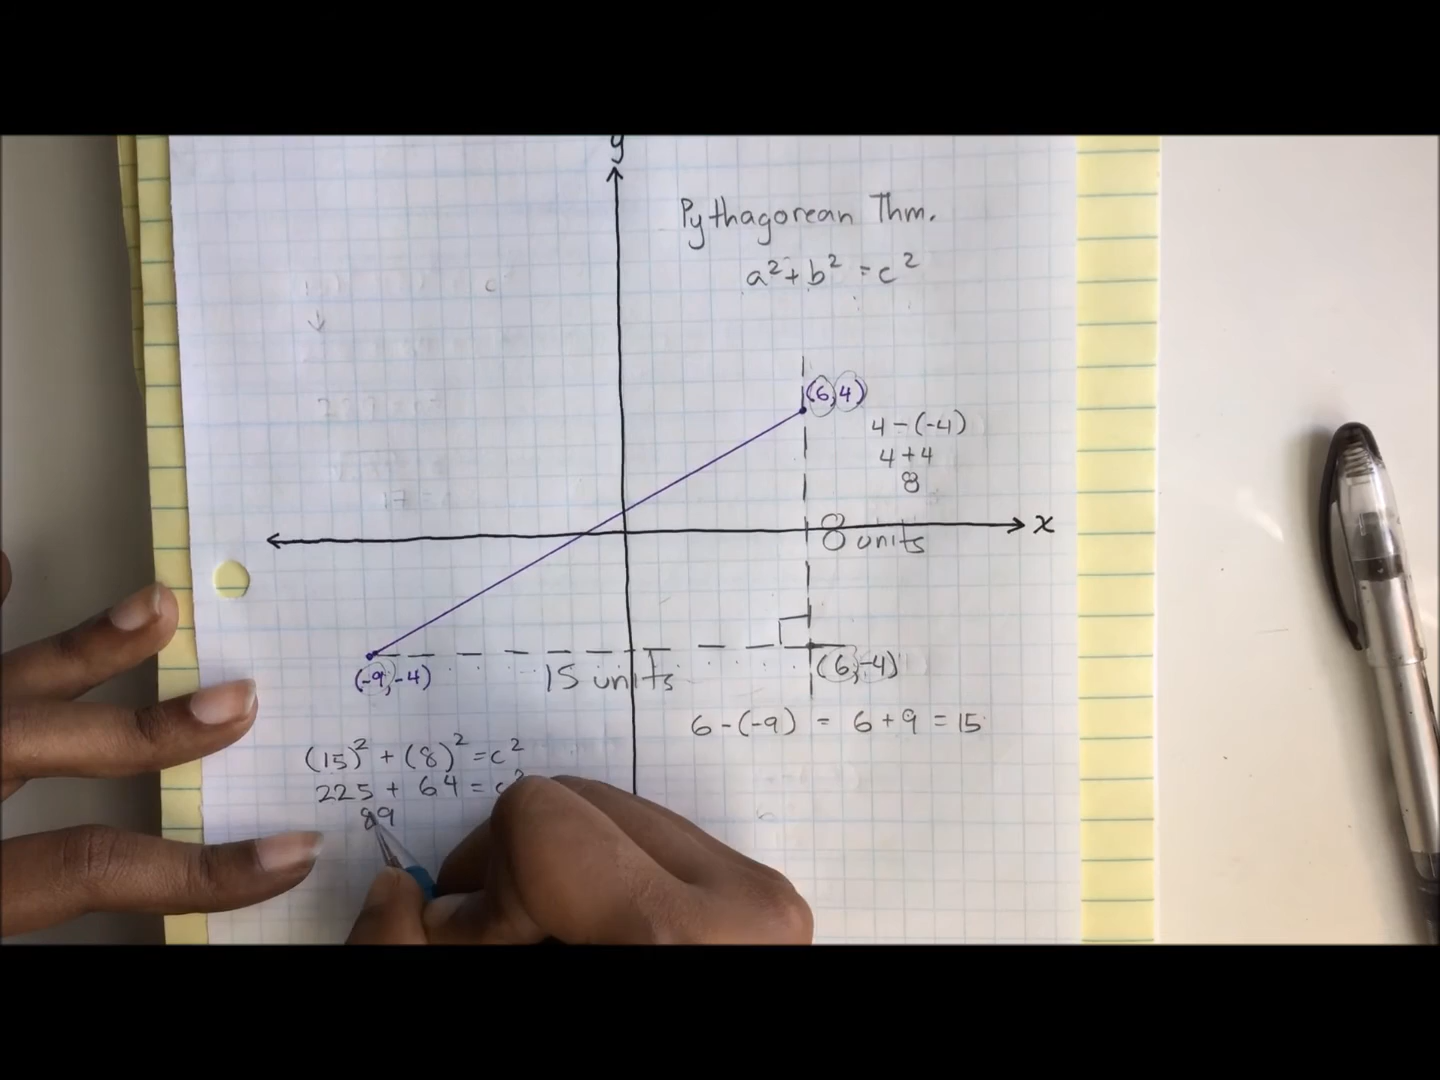 y
Pythagorean Thm.
a² + b² = c²
(6,4)
4 - (-4)
4 + 4
8
x
8 units
(-9,-4)
15 units
(6,-4)
6 - (-9) = 6 + 9 = 15
(15)² + (8)² = c²
225 + 64 = c²
89